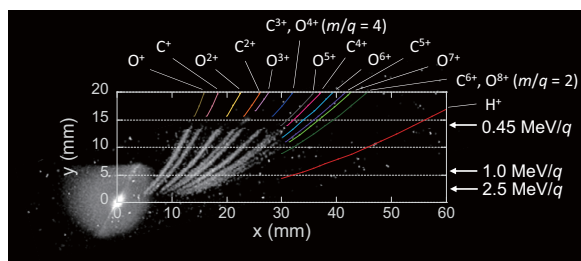 C³⁺, O⁴⁺ (m/q = 4)
O⁺ C⁺ O²⁺ C²⁺ O³⁺ O⁵⁺ C⁴⁺ O⁶⁺ C⁵⁺ O⁷⁺
C⁶⁺, O⁸⁺ (m/q = 2)
H⁺
20
15
10
5
0
y (mm)
0.45 MeV/q
1.0 MeV/q
2.5 MeV/q
0 10 20 30 40 50 60
x (mm)